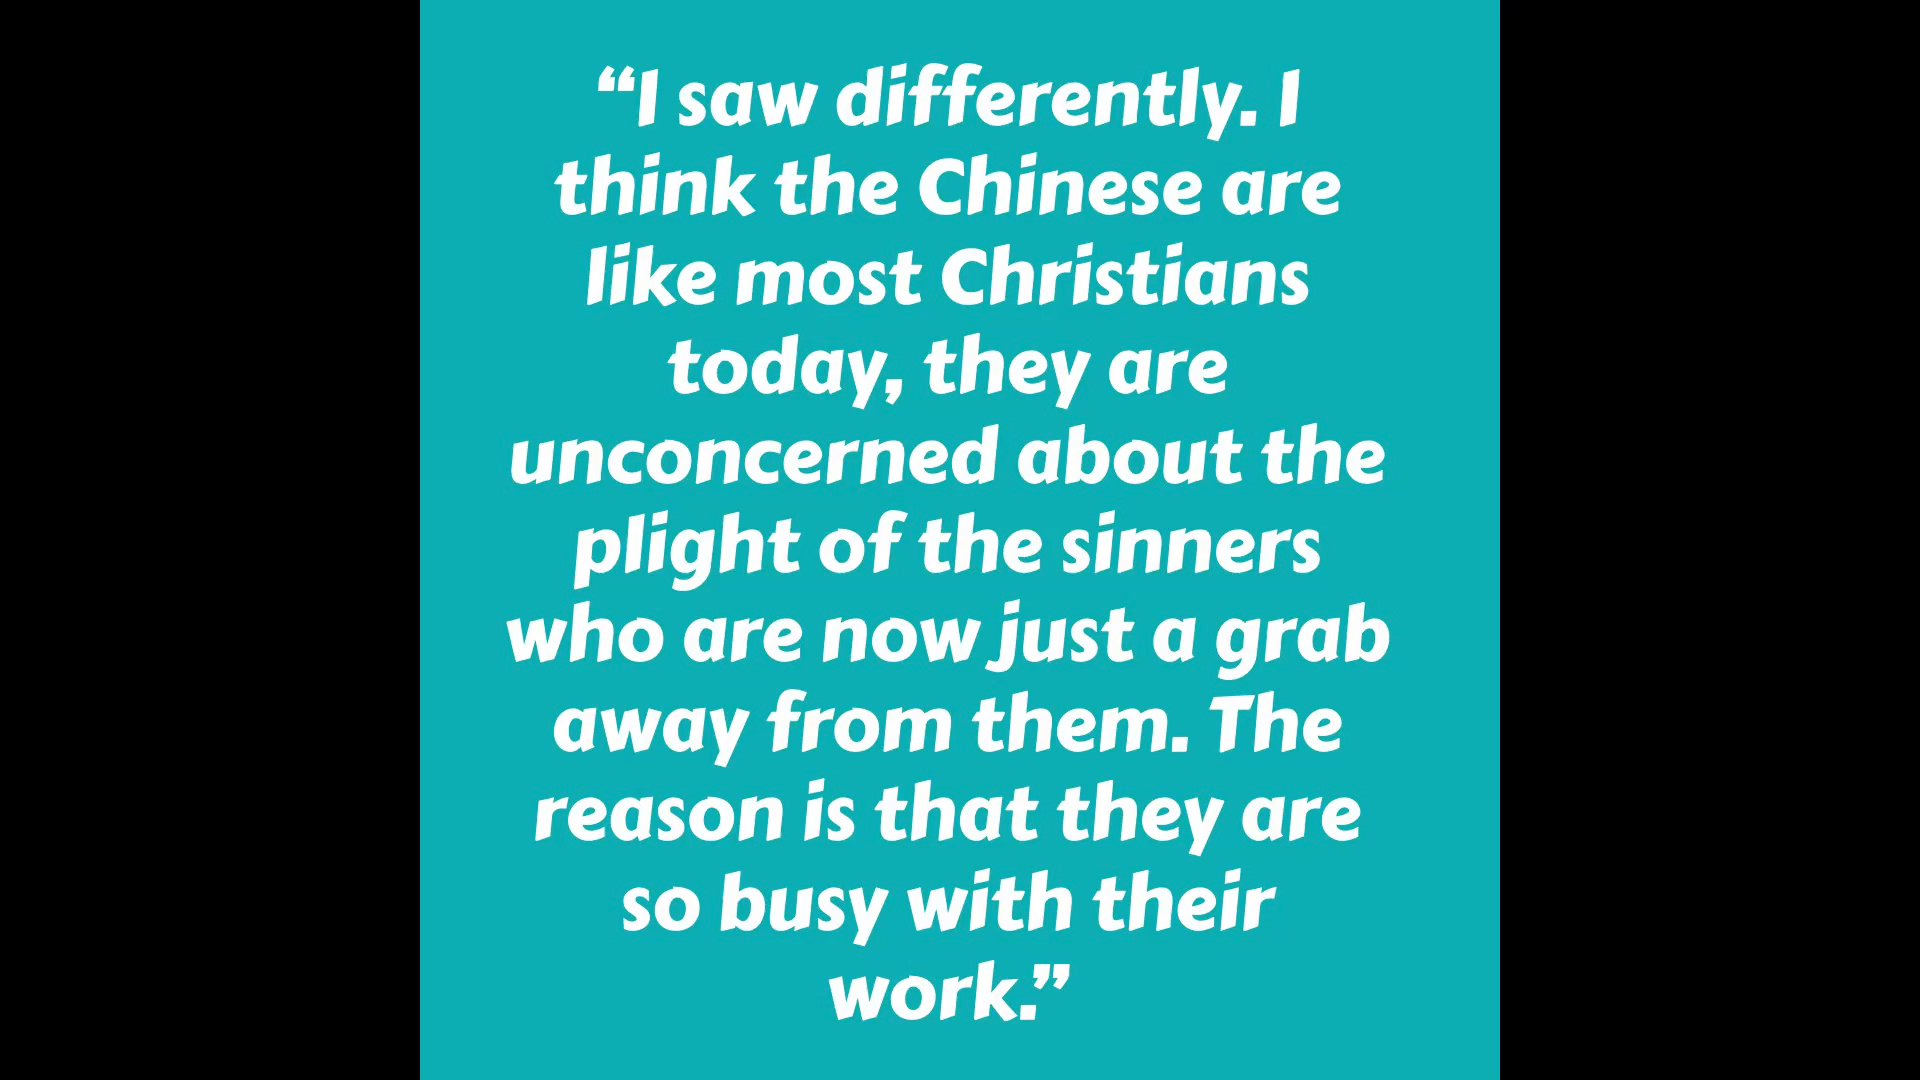 “I saw differently. I
think the Chinese are
like most Christians
today, they are
unconcerned about the
plight of the sinners
who are now just a grab
away from them. The
reason is that they are
so busy with their
work.”